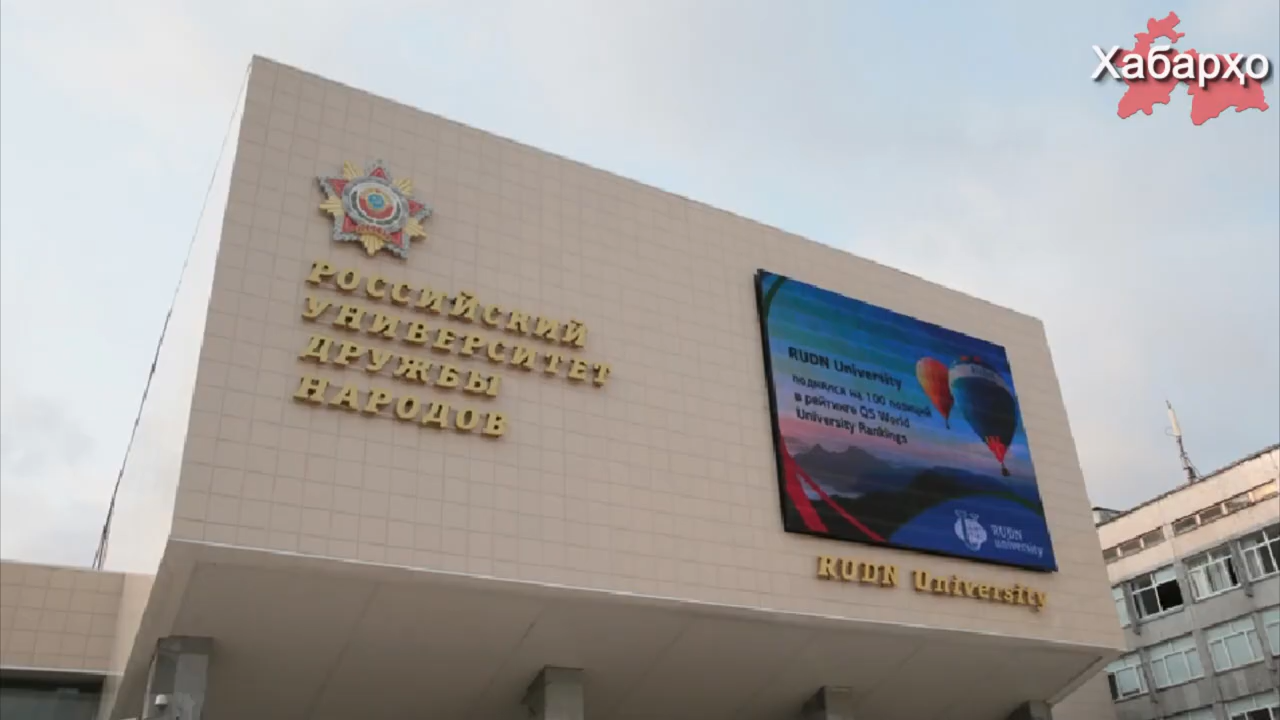 Хабарҳо
РОССИЙСКИЙ
УНИВЕРСИТЕТ
ДРУЖБЫ
НАРОДОВ
RUDN University
поднялся на 100 позиций
в рейтинге QS World
University Rankings
RUDN
university
RUDN University